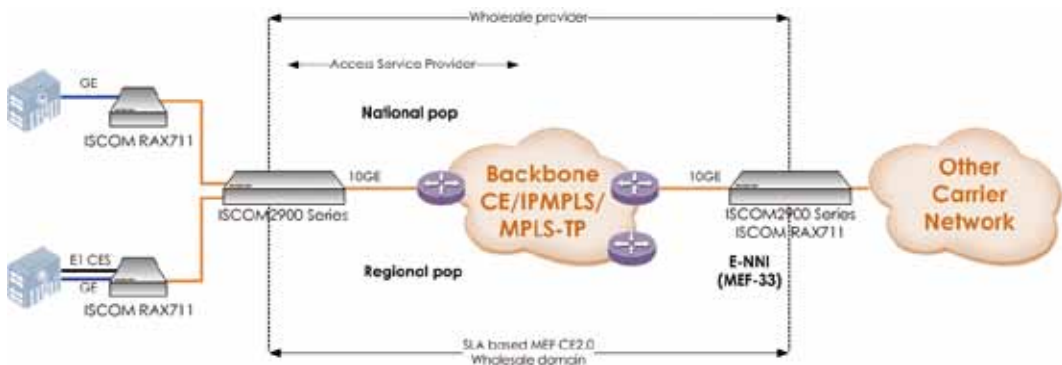 Wholesale provider
Access Service Provider
GE
ISCOM RAX711
National pop
10GE
Backbone
CE/IPMPLS/
MPLS-TP
10GE
Other
Carrier
Network
ISCOM2900 Series
ISCOM2900 Series
ISCOM RAX711
E1 CES
GE
ISCOM RAX711
Regional pop
E-NNI
(MEF-33)
SLA based MEF CE2.0
Wholesale domain